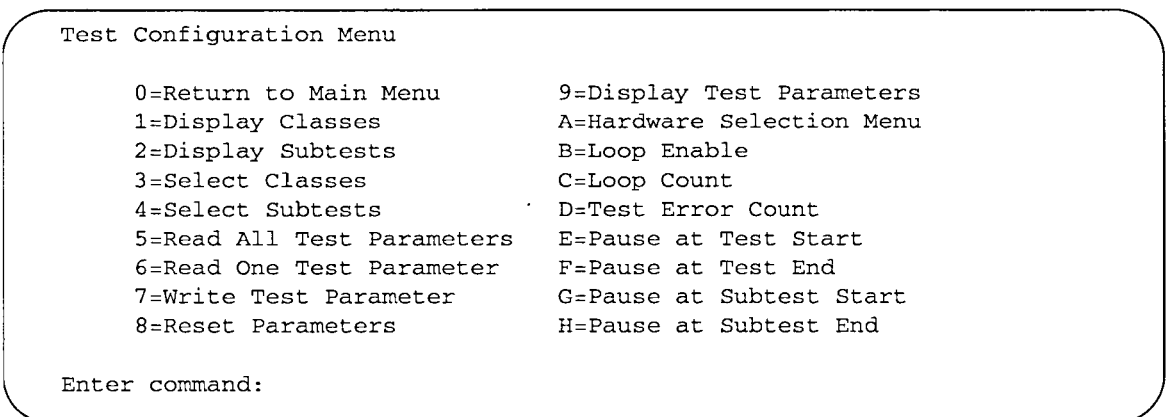 Test Configuration Menu
0=Return to Main Menu 9=Display Test Parameters
1=Display Classes A=Hardware Selection Menu
2=Display Subtests B=Loop Enable
3=Select Classes C=Loop Count
4=Select Subtests D=Test Error Count
5=Read All Test Parameters E=Pause at Test Start
6=Read One Test Parameter F=Pause at Test End
7=Write Test Parameter G=Pause at Subtest Start
8=Reset Parameters H=Pause at Subtest End
Enter command: